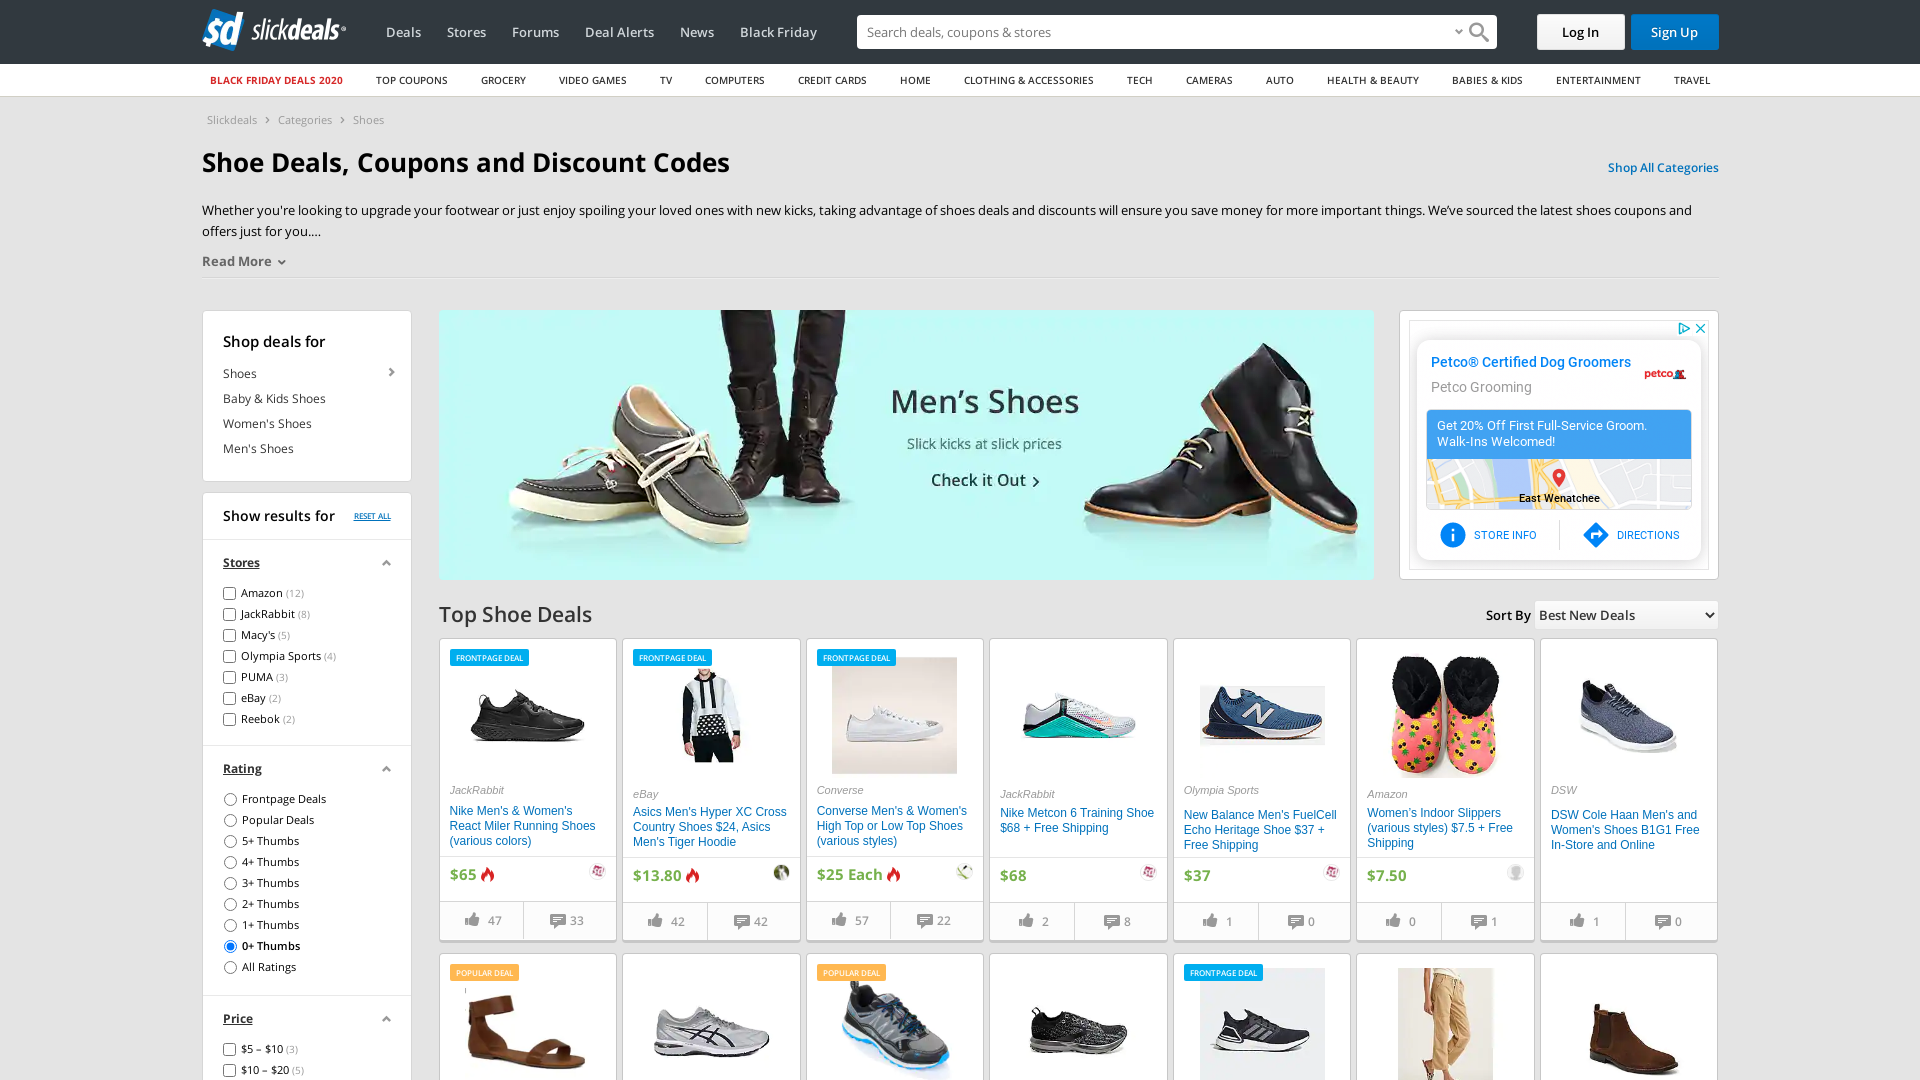 sd slickdeals
Deals
Stores
Forums
Deal Alerts
News
Black Friday
Search deals, coupons & stores
Log In
Sign Up
BLACK FRIDAY DEALS 2020
TOP COUPONS
GROCERY
VIDEO GAMES
TV
COMPUTERS
CREDIT CARDS
HOME
CLOTHING & ACCESSORIES
TECH
CAMERAS
AUTO
HEALTH & BEAUTY
BABIES & KIDS
ENTERTAINMENT
TRAVEL
Slickdeals > Categories > Shoes
Shoe Deals, Coupons and Discount Codes
Shop All Categories
Whether you're looking to upgrade your footwear or just enjoy spoiling your loved ones with new kicks, taking advantage of shoes deals and discounts will ensure you save money for more important things. We've sourced the latest shoes coupons and
offers just for you....
Read More
Shop deals for
Shoes
Baby & Kids Shoes
Women's Shoes
Men's Shoes
Show results for
RESET ALL
Stores
Amazon (12)
JackRabbit (8)
Macy's (5)
Olympia Sports (4)
PUMA (3)
eBay (2)
Reebok (2)
Rating
Frontpage Deals
Popular Deals
5+ Thumbs
4+ Thumbs
3+ Thumbs
2+ Thumbs
1+ Thumbs
0+ Thumbs
All Ratings
Price
$5 – $10 (3)
$10 – $20 (5)
Men's Shoes
Slick kicks at slick prices
Check it Out
Petco® Certified Dog Groomers
Petco Grooming
petco
Get 20% Off First Full-Service Groom.
Walk-Ins Welcomed!
East Wenatchee
STORE INFO
DIRECTIONS
Top Shoe Deals
Sort By
Best New Deals
FRONTPAGE DEAL
JackRabbit
Nike Men's & Women's
React Miler Running Shoes
(various colors)
$65
47
33
FRONTPAGE DEAL
eBay
Asics Men's Hyper XC Cross
Country Shoes $24, Asics
Men's Tiger Hoodie
$13.80
42
42
FRONTPAGE DEAL
Converse
Converse Men's & Women's
High Top or Low Top Shoes
(various styles)
$25 Each
57
22
JackRabbit
Nike Metcon 6 Training Shoe
$68 + Free Shipping
$68
2
8
Olympia Sports
New Balance Men's FuelCell
Echo Heritage Shoe $37 +
Free Shipping
$37
1
0
Amazon
Women's Indoor Slippers
(various styles) $7.5 + Free
Shipping
$7.50
0
1
DSW
DSW Cole Haan Men's and
Women's Shoes B1G1 Free
In-Store and Online
1
0
POPULAR DEAL
POPULAR DEAL
FRONTPAGE DEAL